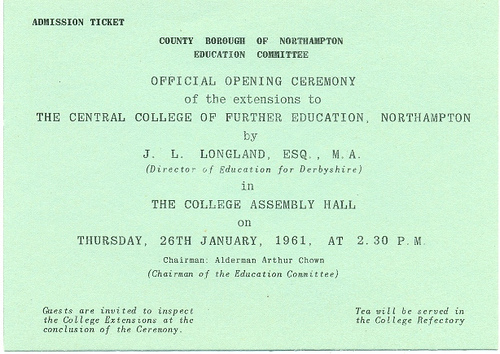 ADMISSION TICKET
COUNTY BOROUGH OF NORTHAMPTON
EDUCATION COMMITTEE
OFFICIAL OPENING CEREMONY
of the extensions to
THE CENTRAL COLLEGE OF FURTHER EDUCATION, NORTHAMPTON
by
J. L. LONGLAND, ESQ., M.A.
(Director of Education for Derbyshire)
in
THE COLLEGE ASSEMBLY HALL
on
THURSDAY, 26TH JANUARY, 1961, AT 2.30 P.M.
Chairman: Alderman Arthur Chown
(Chairman of the Education Committee)
Guests are invited to inspect
the College Extensions at the
conclusion of the Ceremony.
Tea will be served in
the College Refectory